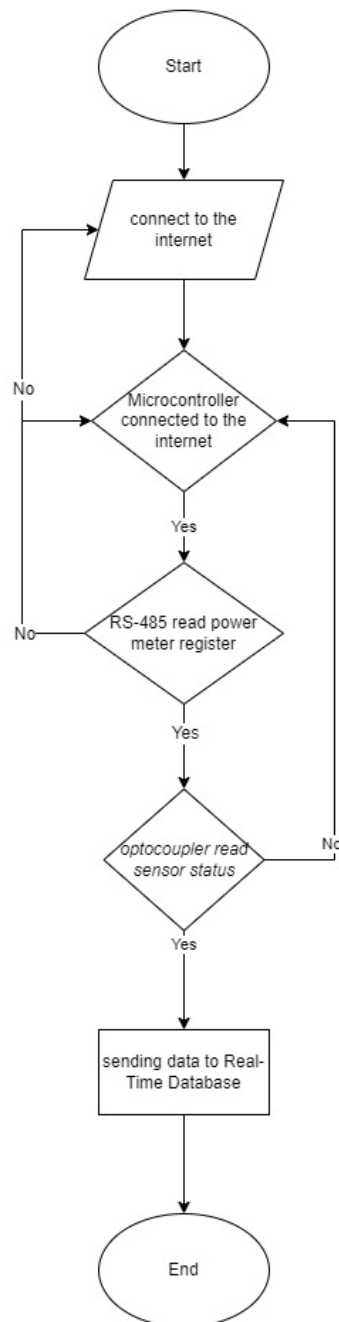 Start
connect to the
internet
No
Microcontroller
connected to the
internet
Yes
RS-485 read power
meter register
No
Yes
optocoupler read
sensor status
No
Yes
sending data to Real-
Time Database
End